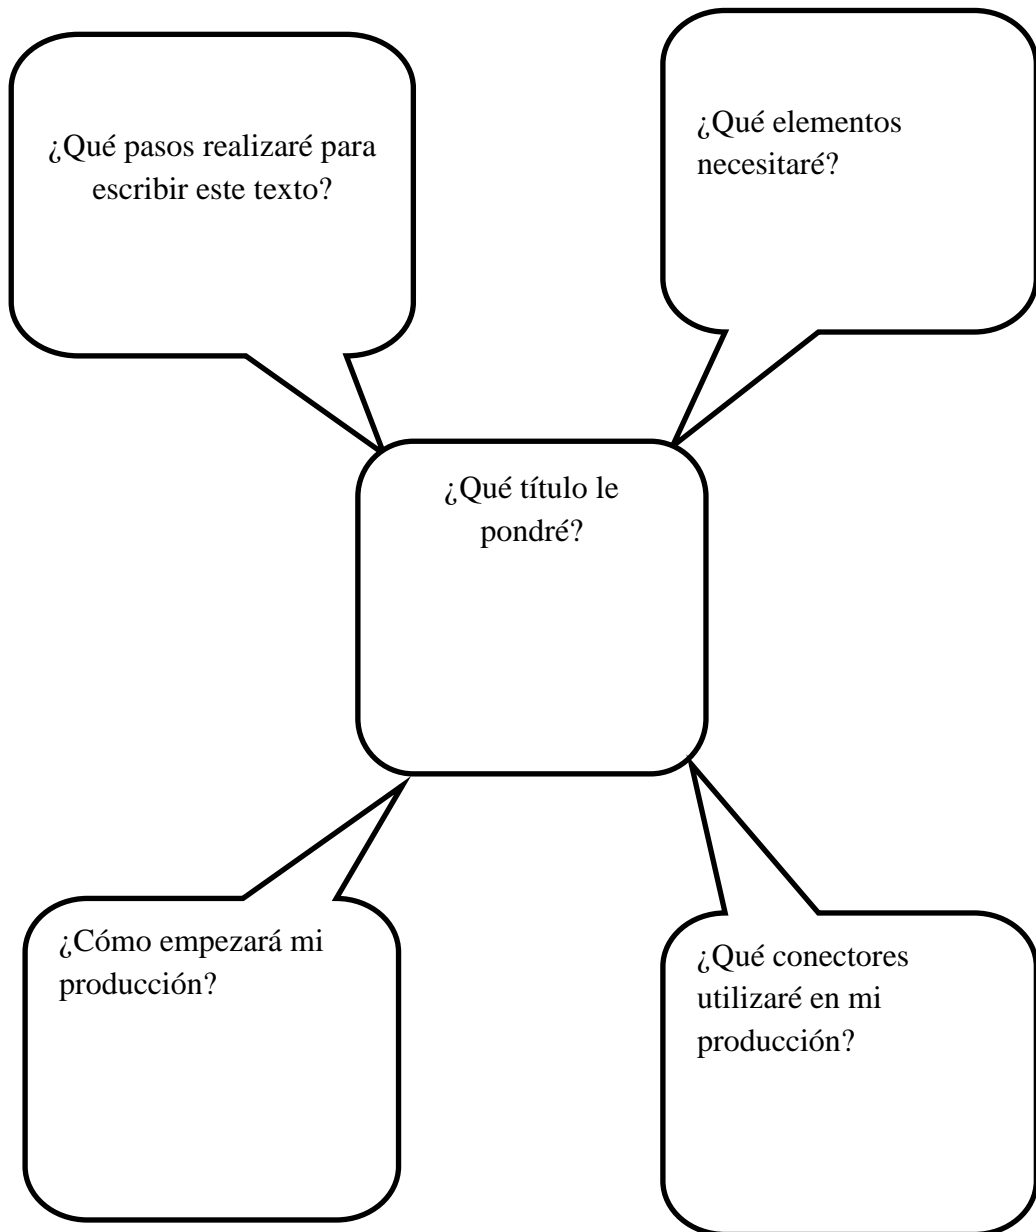 ¿Qué pasos realizaré para
escribir este texto?
¿Qué elementos
necesitaré?
¿Qué título le
pondré?
¿Cómo empezará mi
producción?
¿Qué conectores
utilizaré en mi
producción?